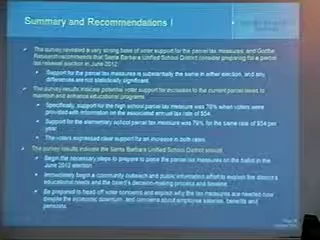 Summary and Recommendations I
The survey revealed a very strong base of voter support for the parcel tax measures, and Godbe
Research recommends that Santa Barbara Unified School District consider preparing for a parcel
tax renewal election in June 2012.
Support for the parcel tax measures is substantially the same in either election, and any
differences are not statistically significant.
The survey results indicate potential voter support for increases to the current parcel taxes to
maintain and enhance educational programs.
Specifically, support for the high school parcel tax measure was 76% when voters were
provided with information on the associated annual tax rate of $54.
Support for the elementary school parcel tax measure was 79%, for the same rate of $54 per
year.
The voters expressed clear support for an increase in both rates.
The survey results indicate the Santa Barbara Unified School District should:
Begin the necessary steps to prepare to place the parcel tax measures on the ballot in the
June 2012 election.
Immediately begin a community outreach and public information effort to explain the district's
educational needs and the board's decision-making process and timeline.
Be prepared to head off voter concerns and explain why the tax measures are needed now
despite the economic downturn, and concerns about employee salaries, benefits and
pensions.